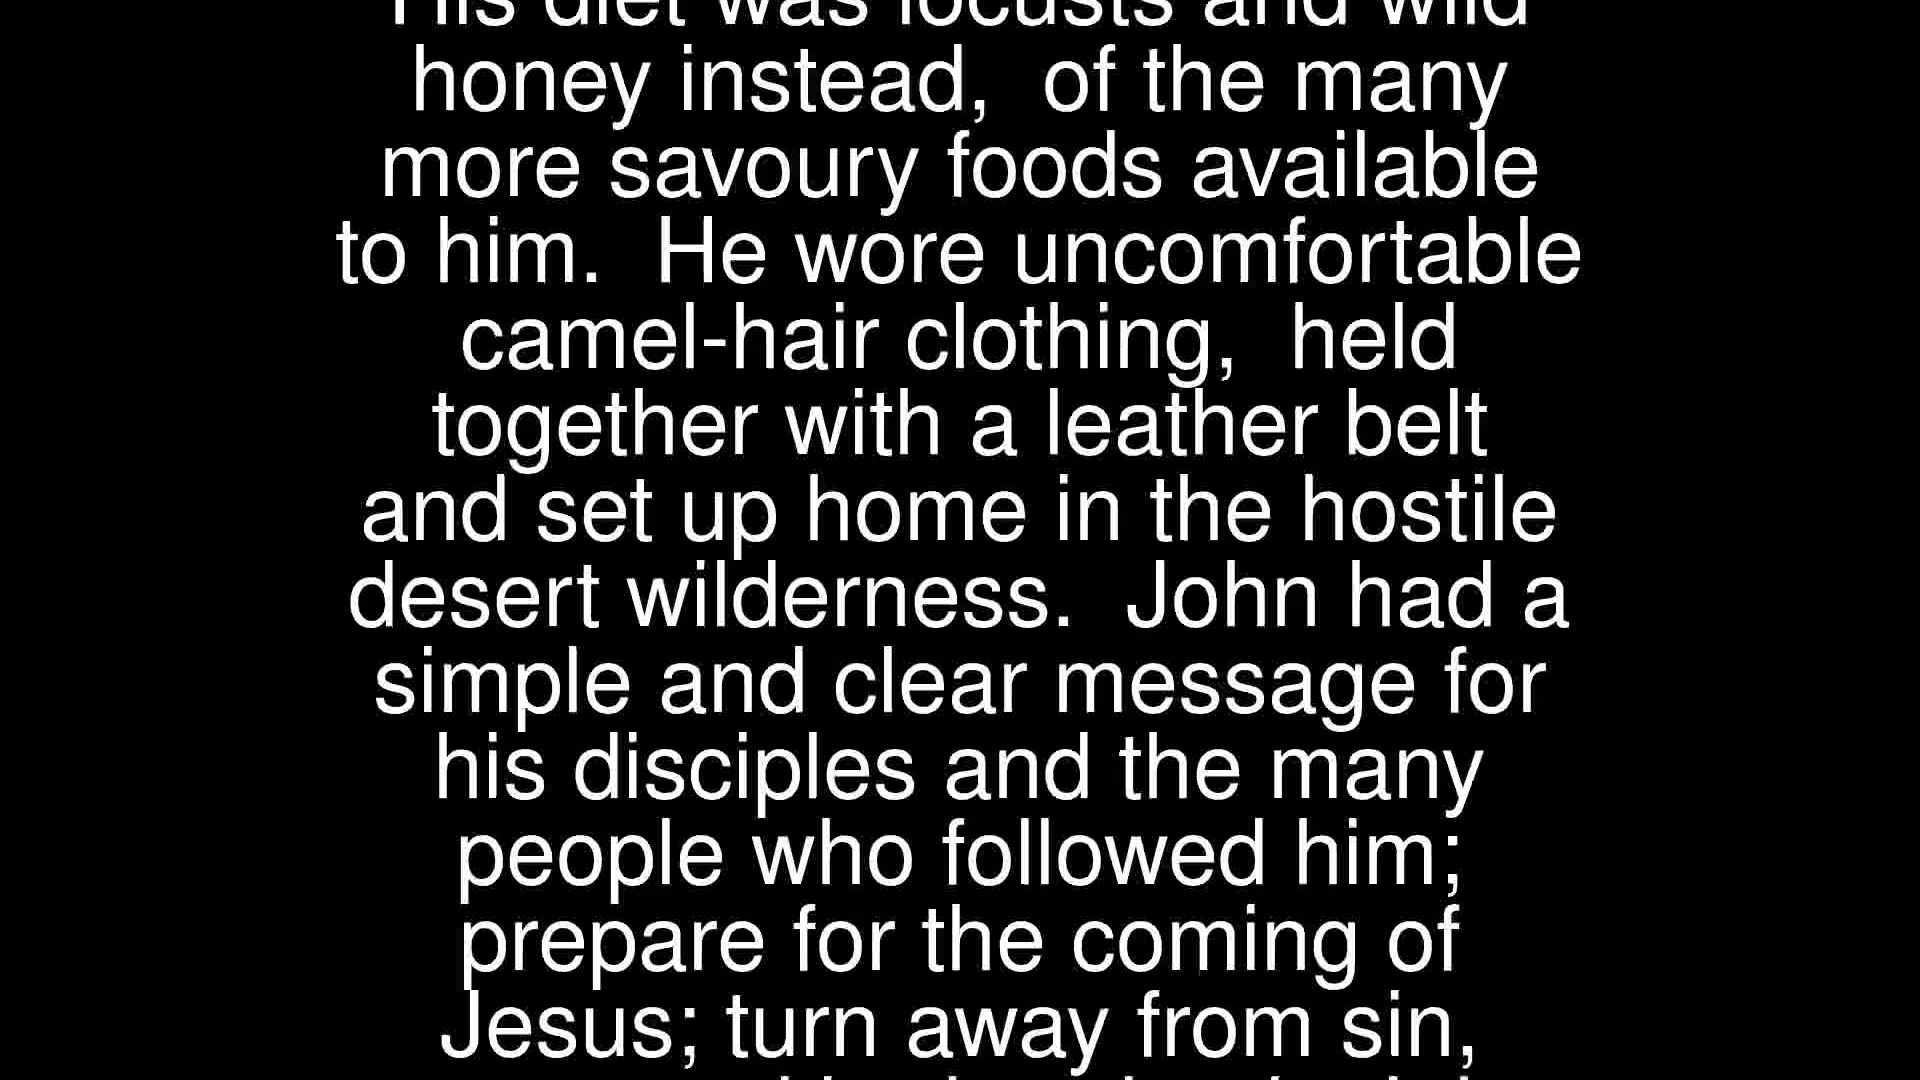 His diet was locusts and wild
honey instead,  of the many
more savoury foods available
to him.  He wore uncomfortable
camel-hair clothing,  held
together with a leather belt
and set up home in the hostile
desert wilderness.  John had a
simple and clear message for
his disciples and the many
people who followed him;
prepare for the coming of
Jesus; turn away from sin,